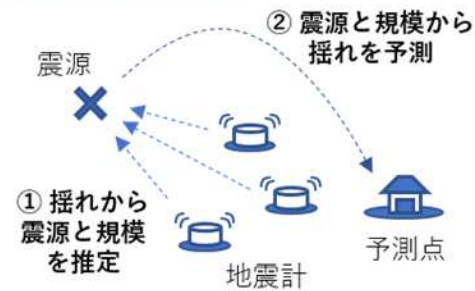 ② 震源と規模から
揺れを予測
震源
① 揺れから
震源と規模
を推定
地震計
予測点